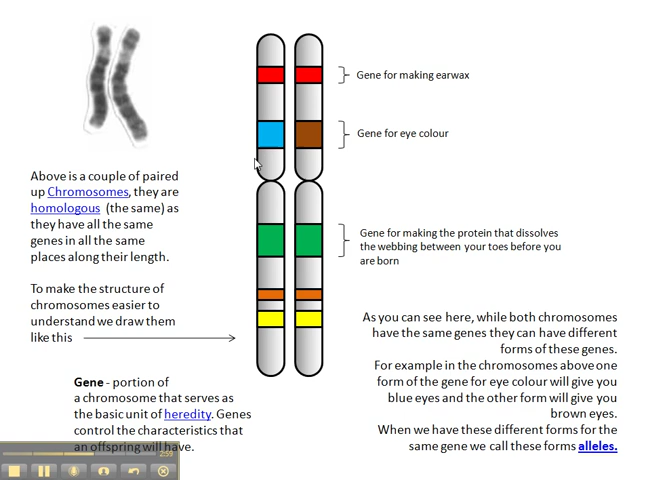 Gene for making earwax
Gene for eye colour
Above is a couple of paired
up Chromosomes, they are
homologous (the same) as
they have all the same
genes in all the same
places along their length.
Gene for making the protein that dissolves
the webbing between your toes before you
are born
To make the structure of
chromosomes easier to
understand we draw them
like this
As you can see here, while both chromosomes
have the same genes they can have different
forms of these genes.
For example in the chromosomes above one
form of the gene for eye colour will give you
blue eyes and the other form will give you
brown eyes.
When we have these different forms for the
same gene we call these forms alleles.
Gene - portion of
a chromosome that serves as
the basic unit of heredity. Genes
control the characteristics that
an offspring will have.
2:59